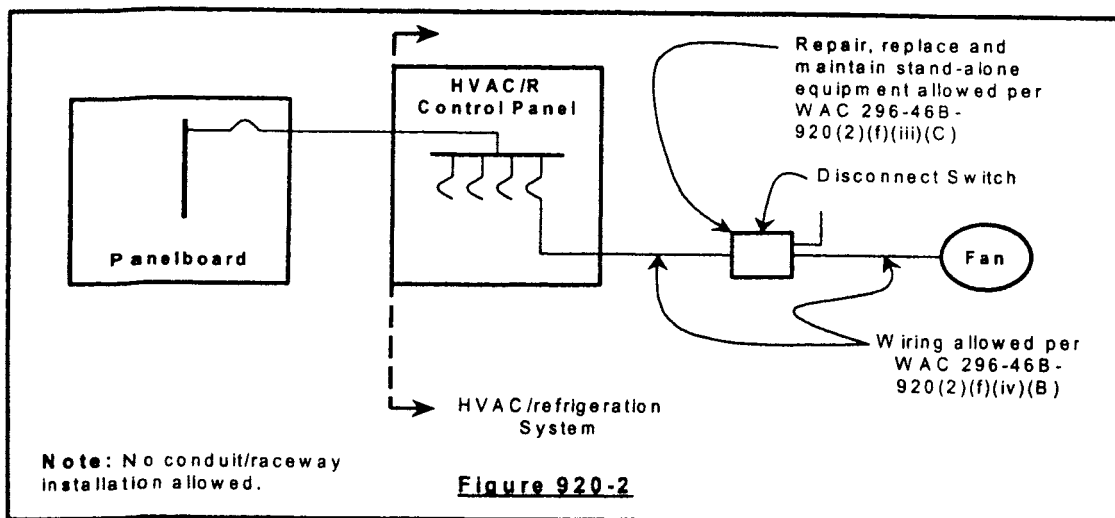 Repair, replace and
maintain stand-alone
equipment allowed per
WAC 296-46B-
920(2)(f)(iii)(C)
HVAC/R
Control Panel
Disconnect Switch
Panelboard
Fan
Wiring allowed per
WAC 296-46B-
920(2)(f)(iv)(B)
HVAC/refrigeration
System
Note: No conduit/raceway
installation allowed.
Figure 920-2